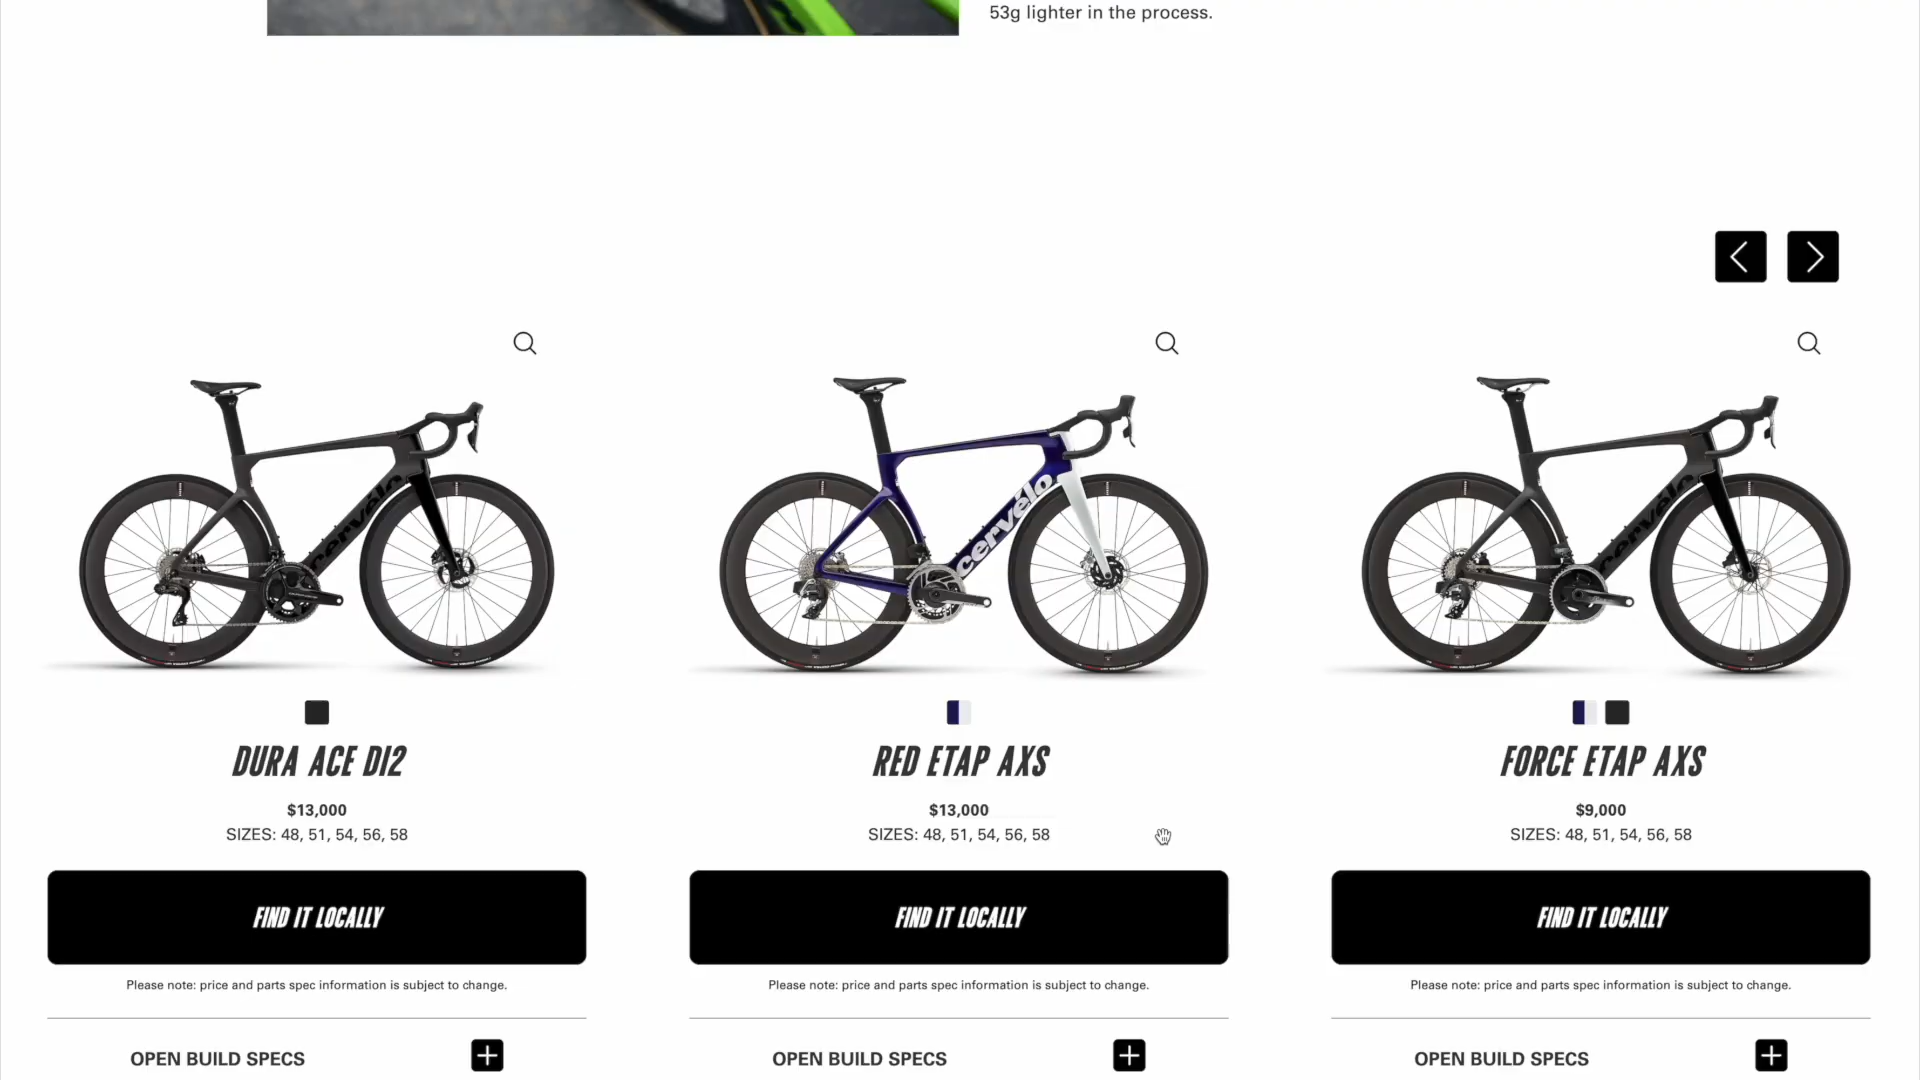 53g lighter in the process.
cervélo
cervélo
cervélo
DURA ACE DI2
$13,000
SIZES: 48, 51, 54, 56, 58
FIND IT LOCALLY
Please note: price and parts spec information is subject to change.
OPEN BUILD SPECS
RED ETAP AXS
$13,000
SIZES: 48, 51, 54, 56, 58
FIND IT LOCALLY
Please note: price and parts spec information is subject to change.
OPEN BUILD SPECS
FORCE ETAP AXS
$9,000
SIZES: 48, 51, 54, 56, 58
FIND IT LOCALLY
Please note: price and parts spec information is subject to change.
OPEN BUILD SPECS